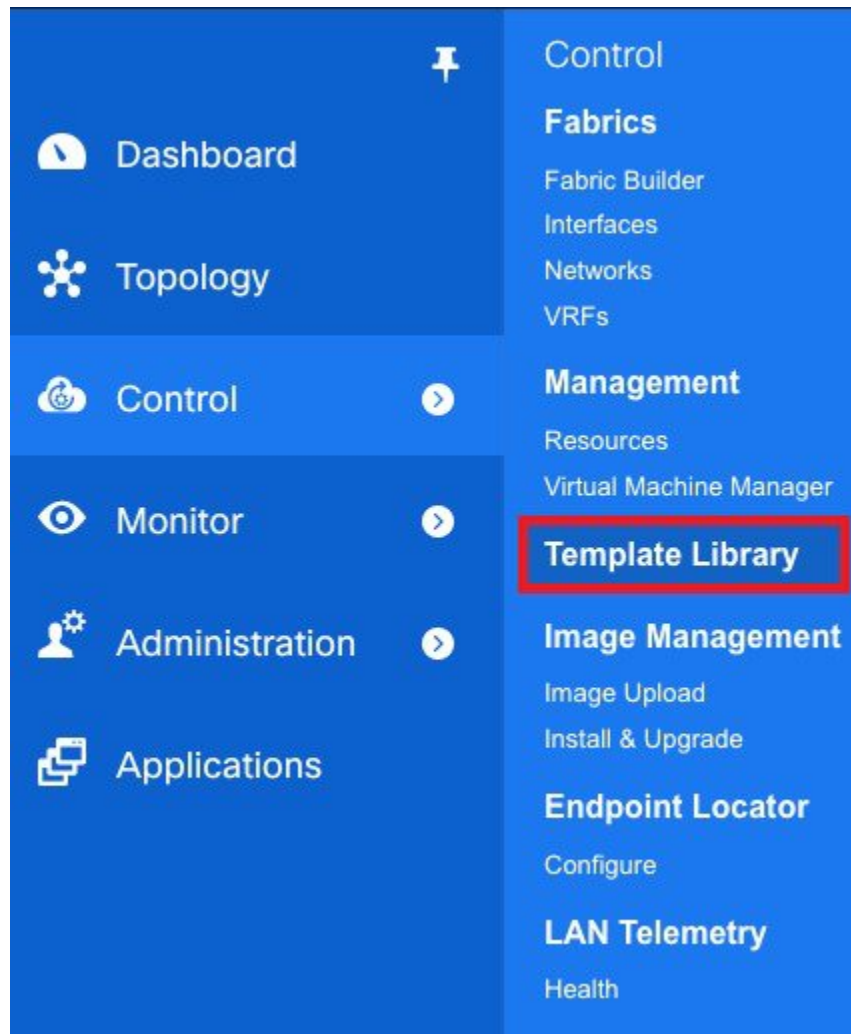 Dashboard
Topology
Control
Monitor
Administration
Applications
Control
Fabrics
Fabric Builder
Interfaces
Networks
VRFs
Management
Resources
Virtual Machine Manager
Template Library
Image Management
Image Upload
Install & Upgrade
Endpoint Locator
Configure
LAN Telemetry
Health